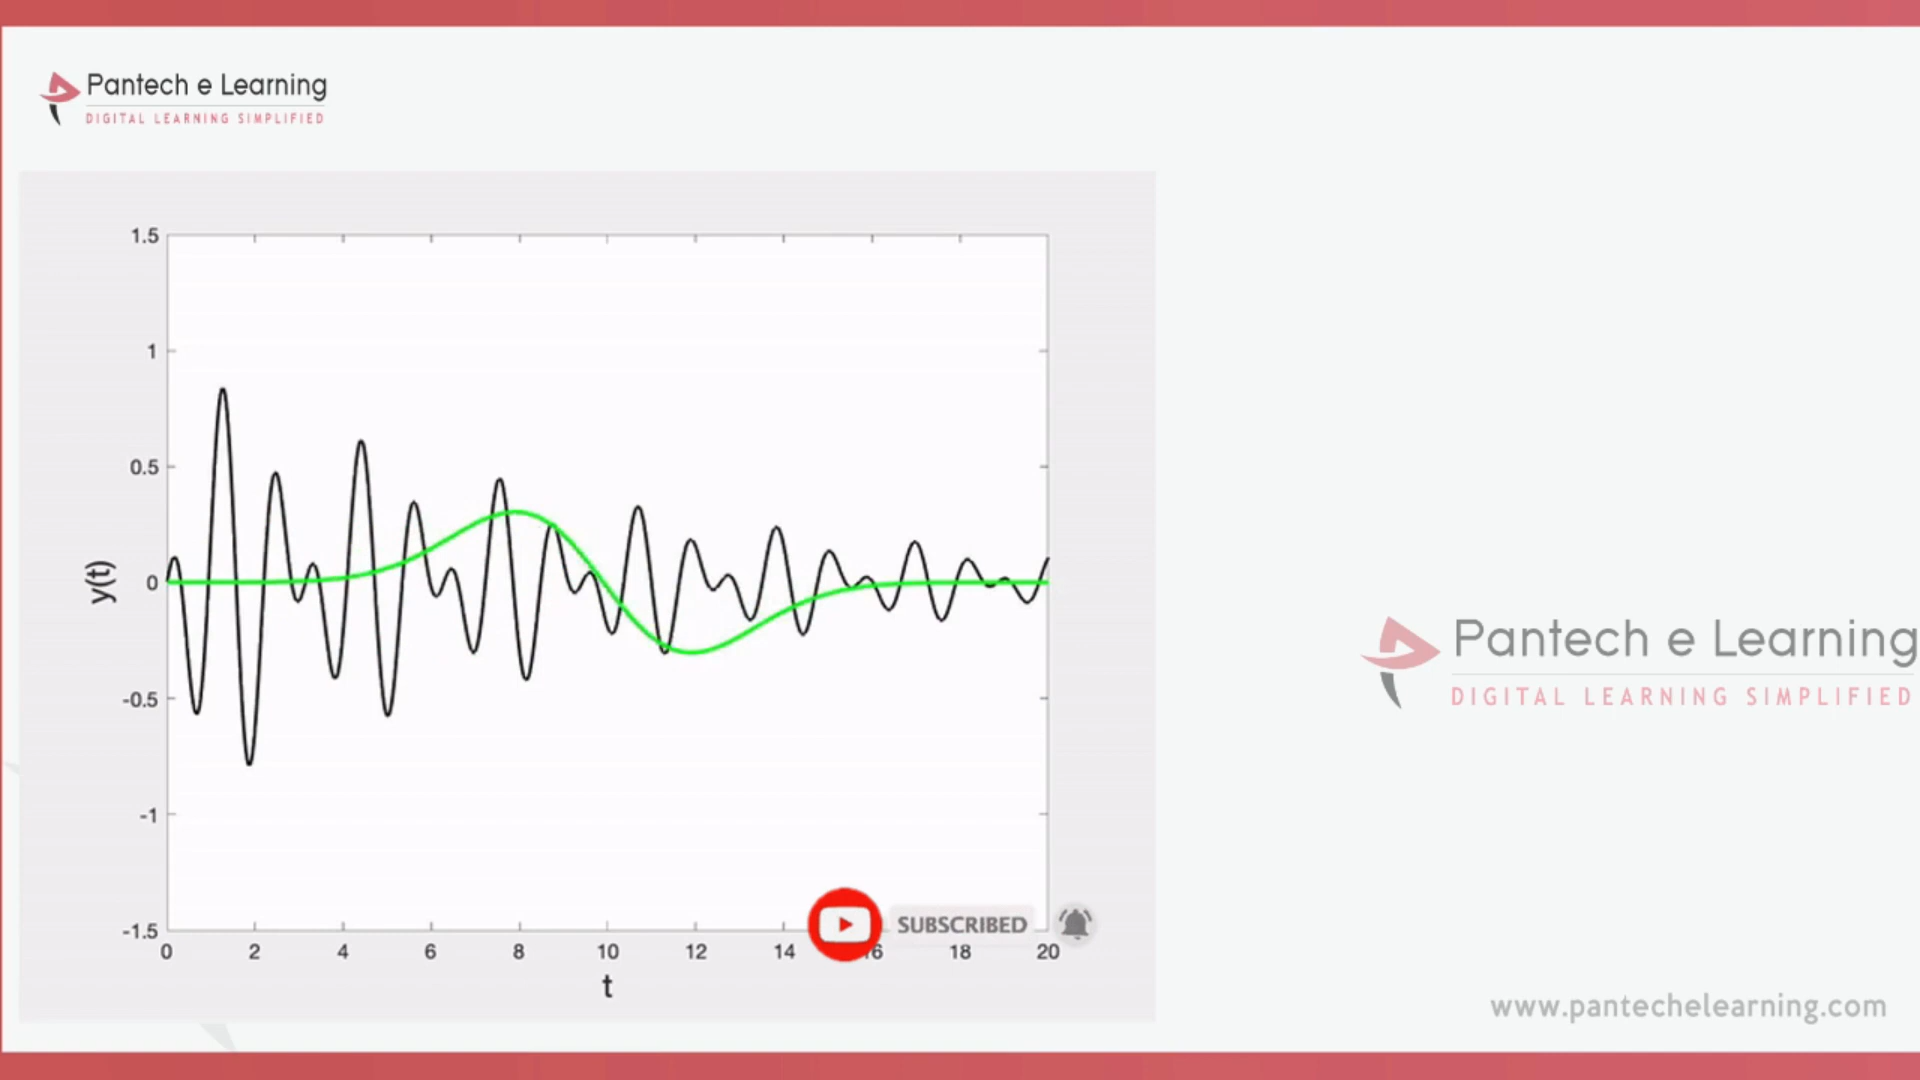 Pantech e Learning
DIGITAL LEARNING SIMPLIFIED
1.5
1
0.5
0
-0.5
-1
-1.5
y(t)
0 2 4 6 8 10 12 14 16 18 20
t
SUBSCRIBED
Pantech e Learning
DIGITAL LEARNING SIMPLIFIED
www.pantechelearning.com